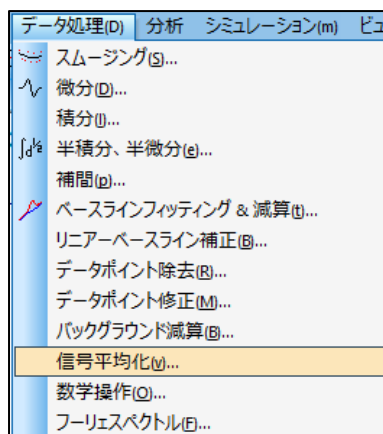 データ処理(D) 分析 シミュレーション(m) ビュ
スムージング(S)...
微分(D)...
積分(I)...
半積分、半微分(e)...
補間(p)...
ベースラインフィッティング & 減算(t)...
リニアーベースライン補正(B)...
データポイント除去(R)...
データポイント修正(M)...
バックグラウンド減算(B)...
信号平均化(v)...
数学操作(O)...
フーリェスペクトル(F)...